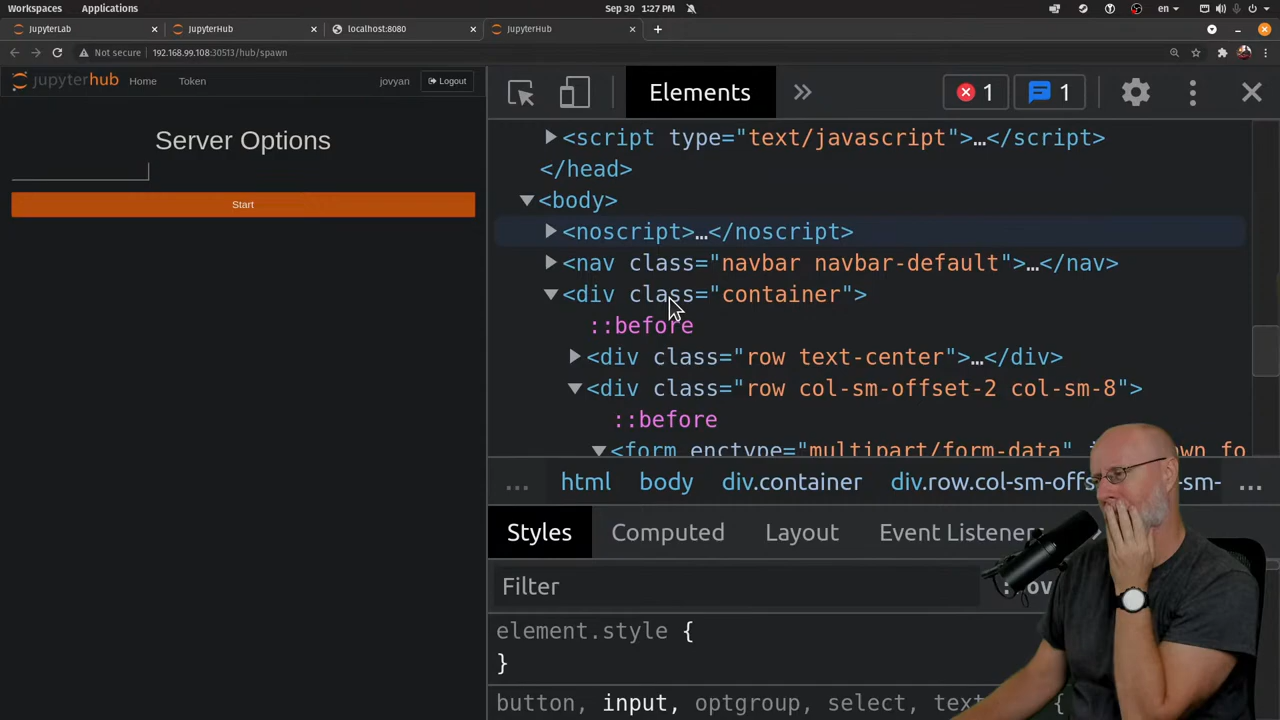 Workspaces Applications Sep 30 1:27 PM en
JupyterLab × JupyterHub × localhost:8080 × JupyterHub × +
Not secure 192.168.99.108:30513/hub/spawn
jupyterhub Home Token jovyan Logout
Elements » 1 1
Server Options
Start
<script type="text/javascript">…</script>
</head>
<body>
<noscript>…</noscript>
<nav class="navbar navbar-default">…</nav>
<div class="container">
::before
<div class="row text-center">…</div>
<div class="row col-sm-offset-2 col-sm-8">
::before
<form enctype="multipart/form-data"
… html body div.container div.row.col-sm-offs -sm- …
Styles Computed Layout Event Listener
Filter
element.style {
}
button, input, optgroup, select, {